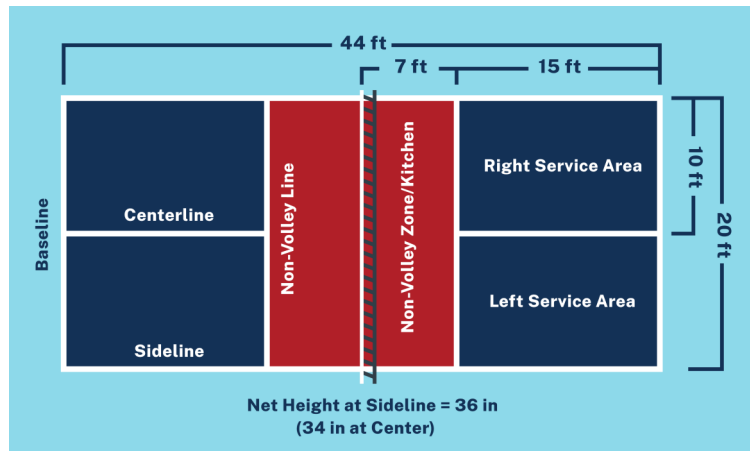 44 ft
7 ft
15 ft
Baseline
Centerline
Sideline
Non-Volley Line
Non-Volley Zone/Kitchen
Right Service Area
Left Service Area
10 ft
20 ft
Net Height at Sideline = 36 in
(34 in at Center)